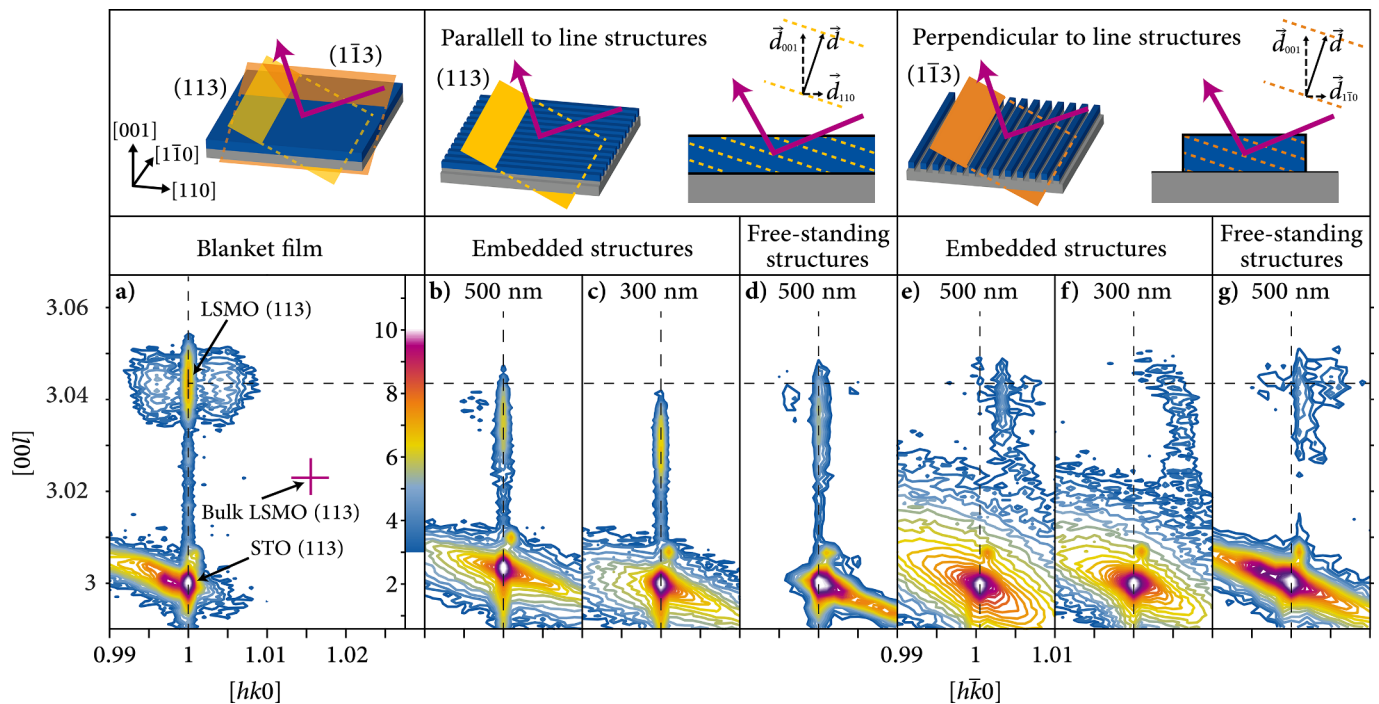 (11̄3)
(113)
[001]
[11̄0]
[110]
Parallell to line structures
(113)
d⃗001
d⃗
d⃗110
Perpendicular to line structures
(11̄3)
d⃗001
d⃗
d⃗11̄0
Blanket film
Embedded structures
Free-standing
structures
Embedded structures
Free-standing
structures
a)
b) 500 nm
c) 300 nm
d) 500 nm
e) 500 nm
f) 300 nm
g) 500 nm
LSMO (113)
Bulk LSMO (113)
STO (113)
[00l]
3.06
3.04
3.02
3
10
8
6
4
2
0.99
1
1.01
1.02
[hk0]
0.99
1
1.01
[hk̄0]